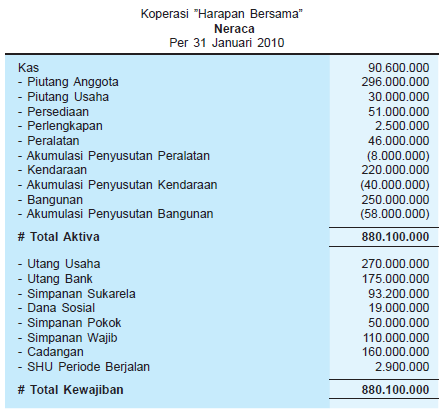 Koperasi ”Harapan Bersama”
Neraca
Per 31 Januari 2010
Kas 90.600.000
- Piutang Anggota 296.000.000
- Piutang Usaha 30.000.000
- Persediaan 51.000.000
- Perlengkapan 2.500.000
- Peralatan 46.000.000
- Akumulasi Penyusutan Peralatan (8.000.000)
- Kendaraan 220.000.000
- Akumulasi Penyusutan Kendaraan (40.000.000)
- Bangunan 250.000.000
- Akumulasi Penyusutan Bangunan (58.000.000)
# Total Aktiva 880.100.000
- Utang Usaha 270.000.000
- Utang Bank 175.000.000
- Simpanan Sukarela 93.200.000
- Dana Sosial 19.000.000
- Simpanan Pokok 50.000.000
- Simpanan Wajib 110.000.000
- Cadangan 160.000.000
- SHU Periode Berjalan 2.900.000
# Total Kewajiban 880.100.000